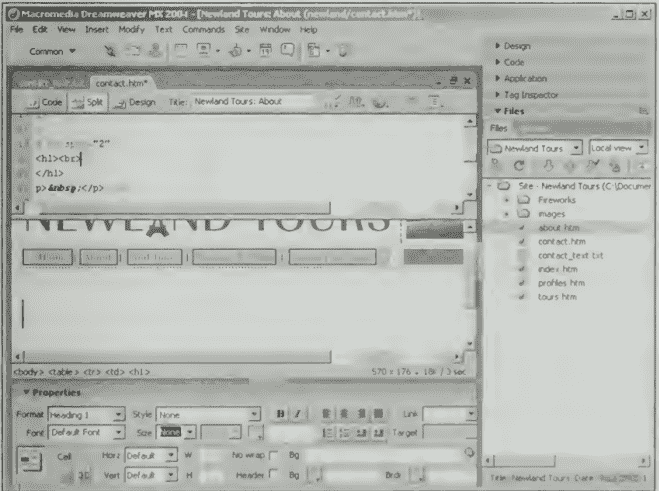 Macromedia Dreamweaver MX 2004 - [Newland Tours: About (newland/contact.htm*)]
File Edit View Insert Modify Text Commands Site Window Help
Common
Design
Code
Application
Tag Inspector
Files
contact.htm*
Code Split Design Title: Newland Tours: About
Files
"2"
Newland Tours Local view
<h1><br>
</h1>
p>&nbsp;</p>
Site - Newland Tours (C:\Documer
Fireworks
images
about.htm
contact.htm
contact_text.txt
index.htm
profiles.htm
tours.htm
NEWLAND TOURS
<body> <table> <tr> <td> <h1> 570 x 176 - 18k / 3 sec
Properties
Format Heading 1 Style None B I Link
Font Default Font Size None Target
Cell Horz Default W No wrap Bg
Vert Default H Header Bg Brdr
Title: Newland Tours Date: